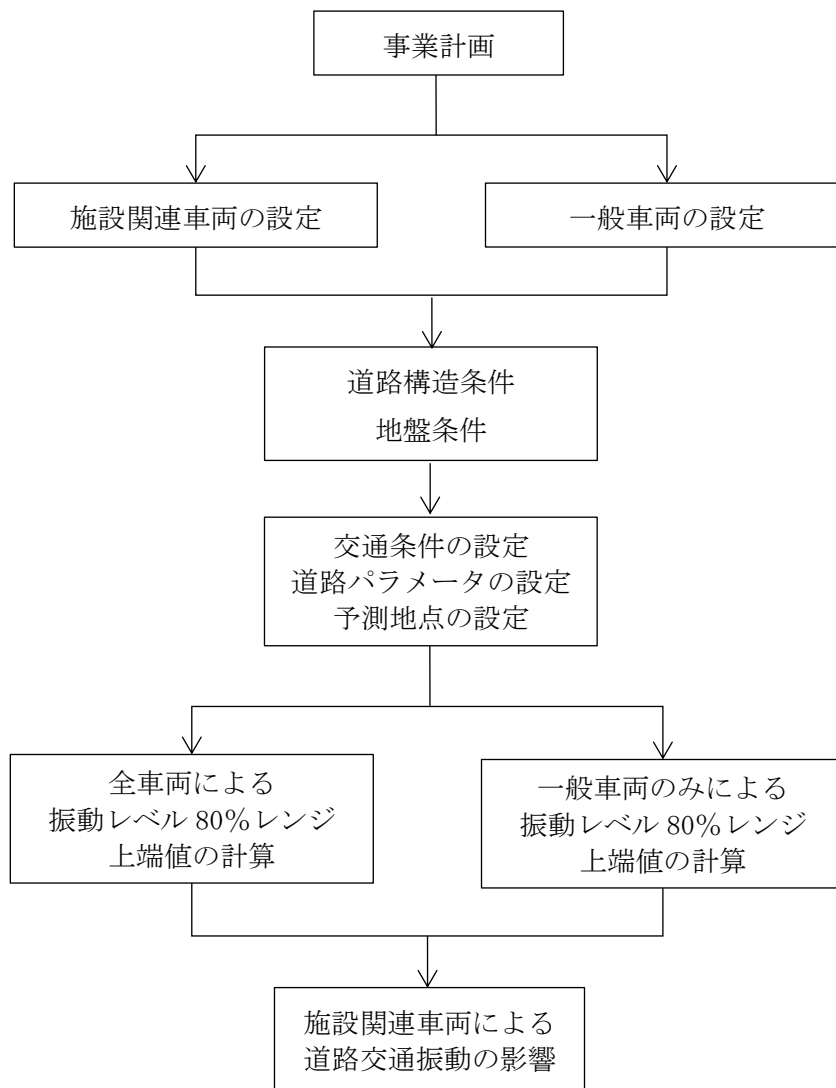 事業計画
施設関連車両の設定
一般車両の設定
道路構造条件
地盤条件
交通条件の設定
道路パラメータの設定
予測地点の設定
全車両による
振動レベル 80％レンジ
上端値の計算
一般車両のみによる
振動レベル 80％レンジ
上端値の計算
施設関連車両による
道路交通振動の影響